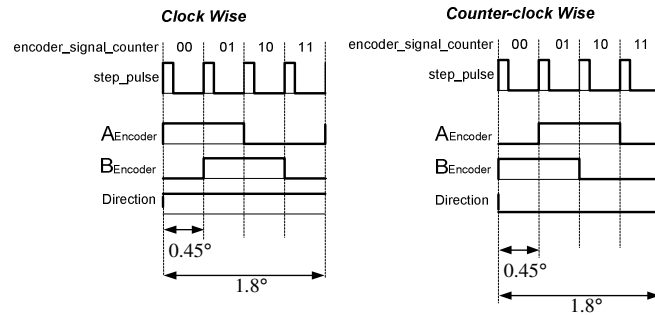 Clock Wise
encoder_signal_counter 00 01 10 11
step_pulse
AEncoder
BEncoder
Direction
0.45°
1.8°
Counter-clock Wise
encoder_signal_counter 00 01 10 11
step_pulse
AEncoder
BEncoder
Direction
0.45°
1.8°